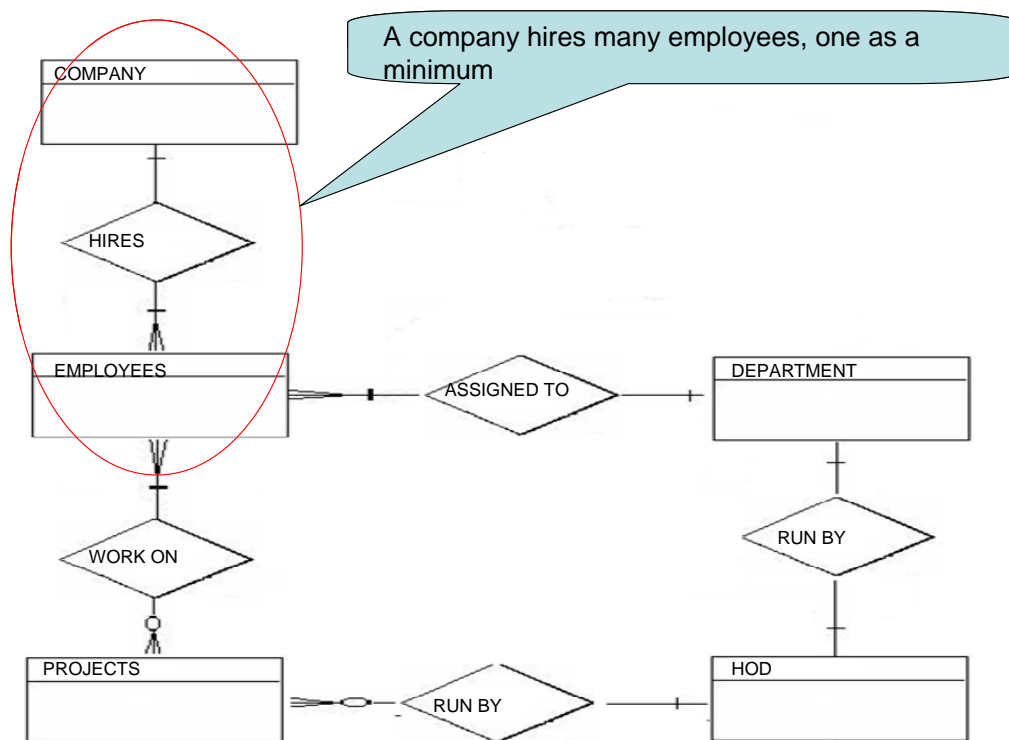 A company hires many employees, one as a
minimum
COMPANY
HIRES
EMPLOYEES
ASSIGNED TO
DEPARTMENT
WORK ON
RUN BY
PROJECTS
RUN BY
HOD